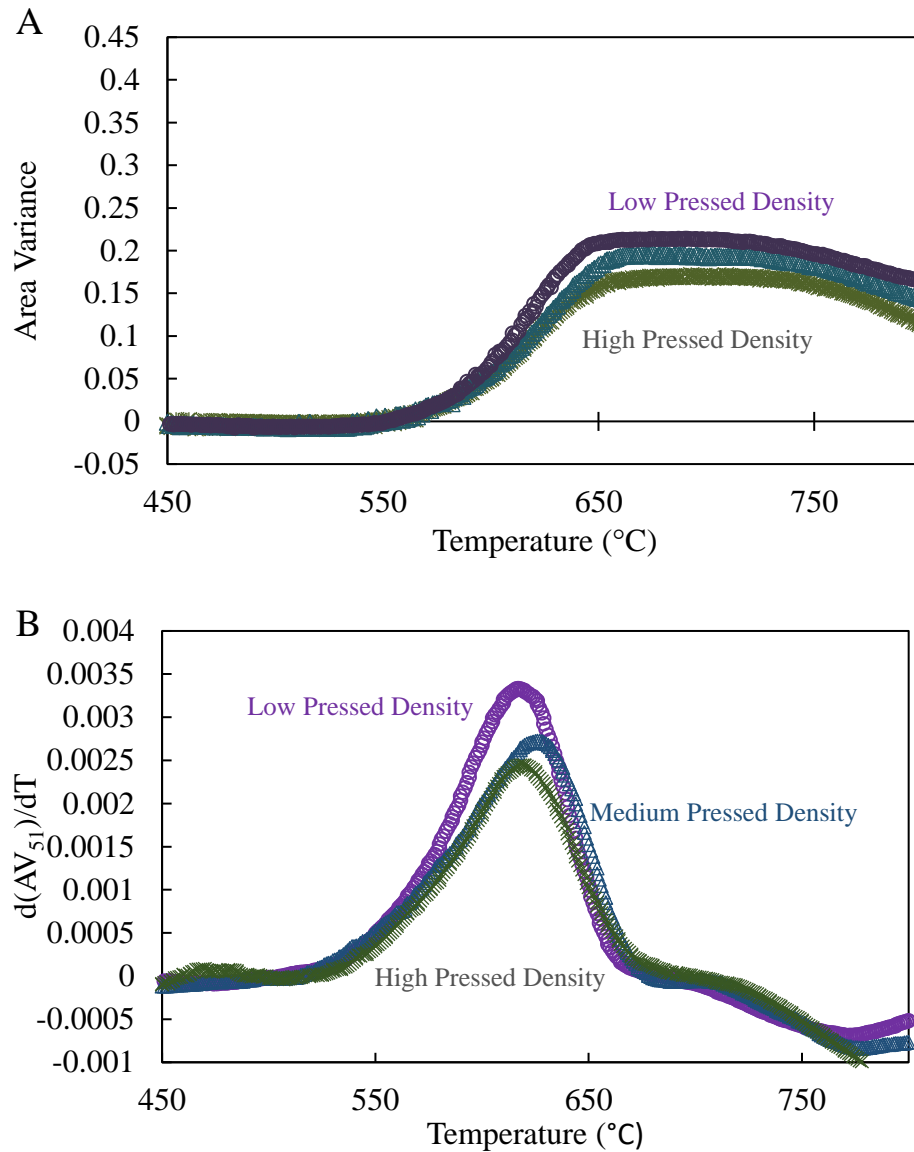 A
0.45
0.4
0.35
0.3
0.25
0.2
0.15
0.1
0.05
0
-0.05
Area Variance
Low Pressed Density
High Pressed Density
450
550
650
750
Temperature (°C)
B
0.004
0.0035
0.003
0.0025
0.002
0.0015
0.001
0.0005
0
-0.0005
-0.001
d(AV51)/dT
Low Pressed Density
Medium Pressed Density
High Pressed Density
450
550
650
750
Temperature (°C)